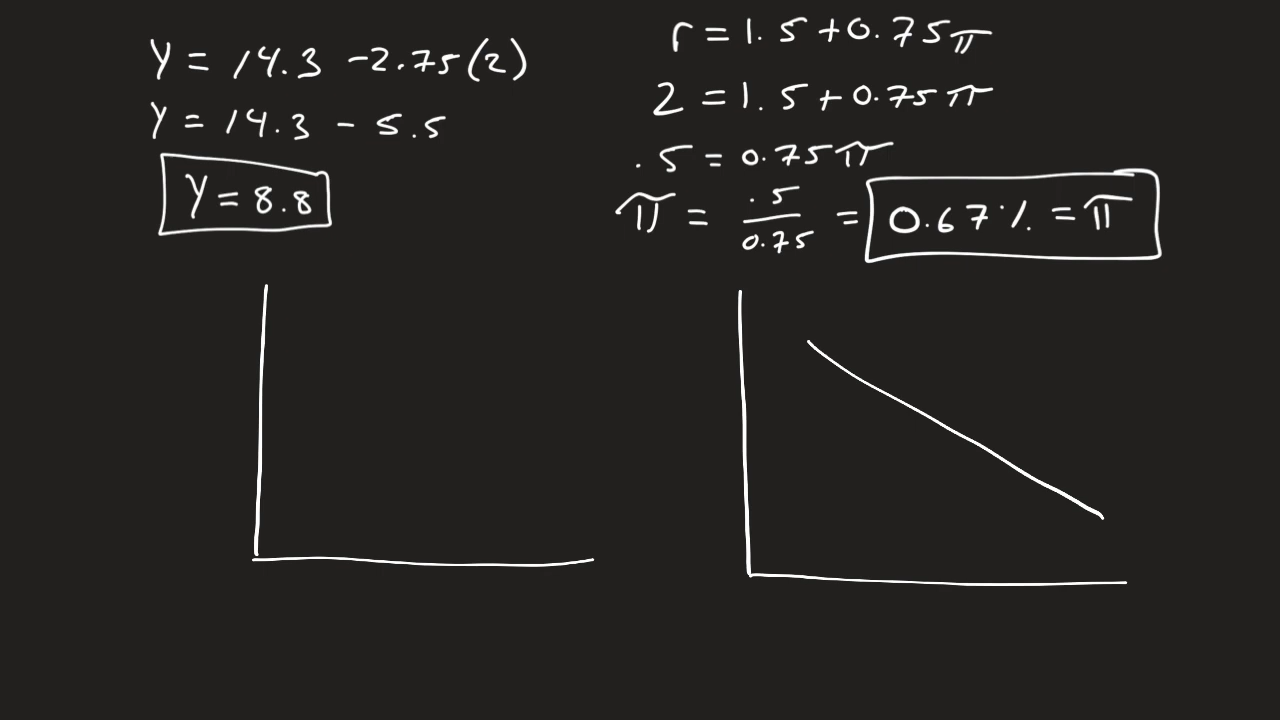 Y = 14.3 - 2.75(2)
Y = 14.3 - 5.5
Y = 8.8
r = 1.5 + 0.75π
2 = 1.5 + 0.75π
.5 = 0.75π
π = .5/0.75 = 0.67% = π